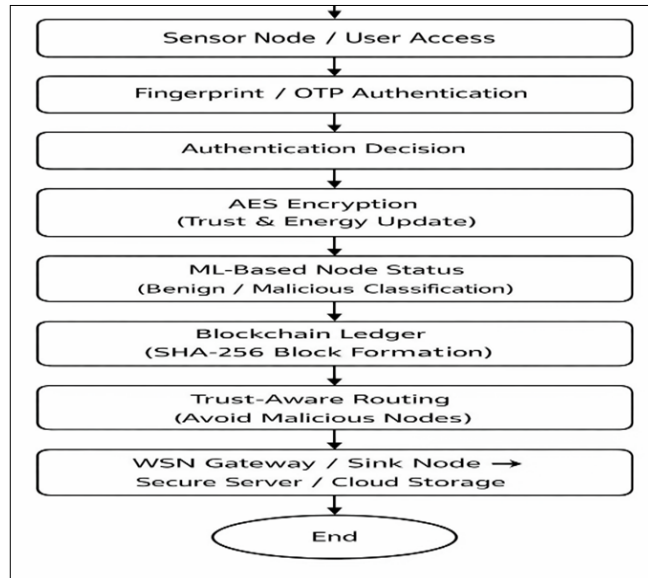 Sensor Node / User Access
Fingerprint / OTP Authentication
Authentication Decision
AES Encryption
(Trust & Energy Update)
ML-Based Node Status
(Benign / Malicious Classification)
Blockchain Ledger
(SHA-256 Block Formation)
Trust-Aware Routing
(Avoid Malicious Nodes)
WSN Gateway / Sink Node →
Secure Server / Cloud Storage
End